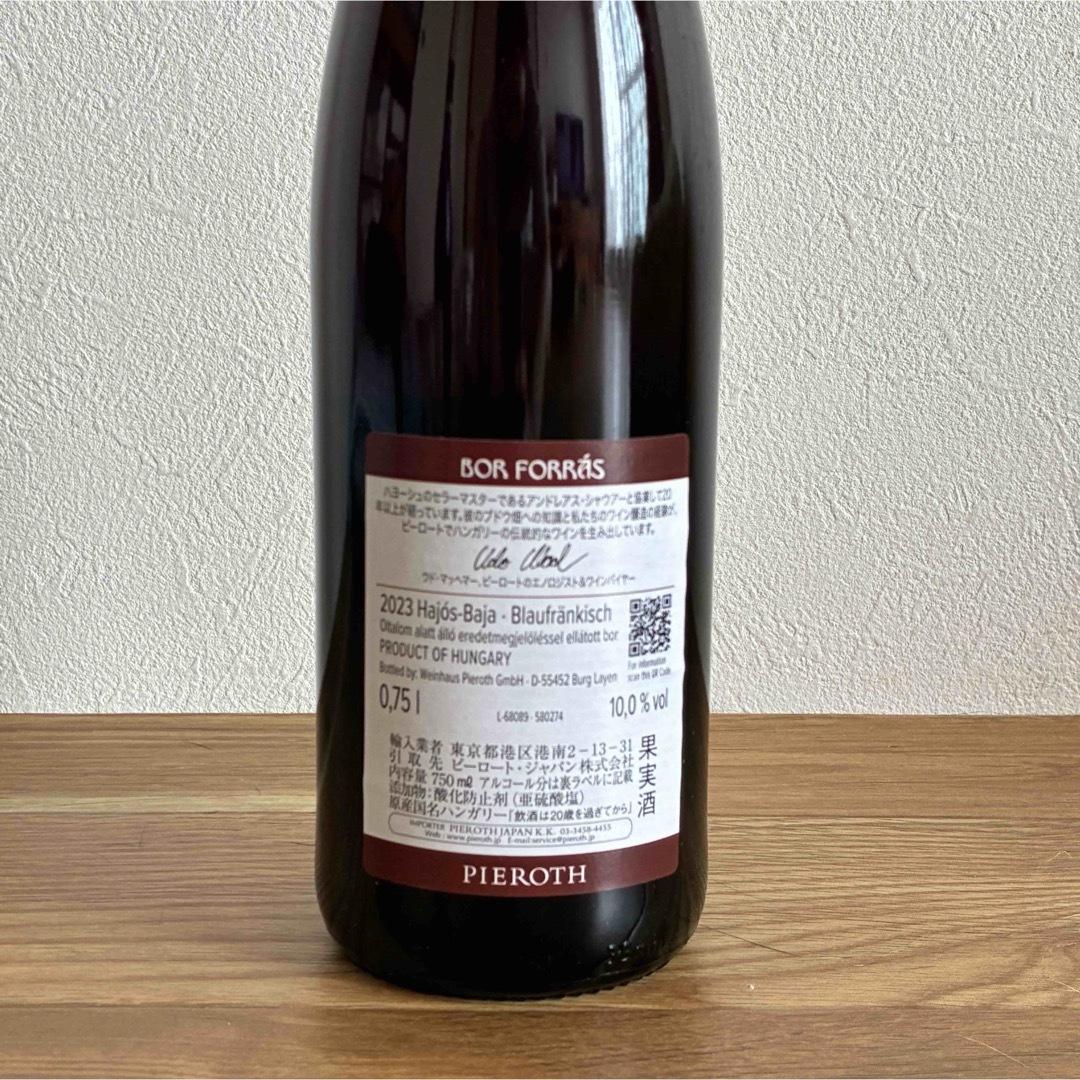 BOR FORRáS
ハヨーシュのセラーマスターであるアンドレアス・シャウアーと協業して20
年以上が経っています。彼のブドウ畑への知識と私たちのワイン醸造の経験が、
ピーロートでハンガリーの伝統的なワインを生み出しています。
ウド・マッヘマー、ピーロートのエノロジスト&ワインバイヤー
2023 Hajós-Baja - Blaufränkisch
Oltalom alatt álló eredetmegjelöléssel ellátott bor
PRODUCT OF HUNGARY
Bottled by: Weinhaus Pieroth GmbH · D-55452 Burg Layen
For information
scan this QR Code
0,75 l
L-68089 - 580274
10,0 % vol
輸入業者 東京都港区港南2-13-31
引取先 ピーロート・ジャパン株式会社
内容量 750㎖ アルコール分は裏ラベルに記載
添加物:酸化防止剤(亜硫酸塩)
原産国名ハンガリー「飲酒は20歳を過ぎてから」
果実酒
IMPORTER PIEROTH JAPAN K.K. 03-3458-4455
Web : www.pieroth.jp E-mail:service@pieroth.jp
PIEROTH